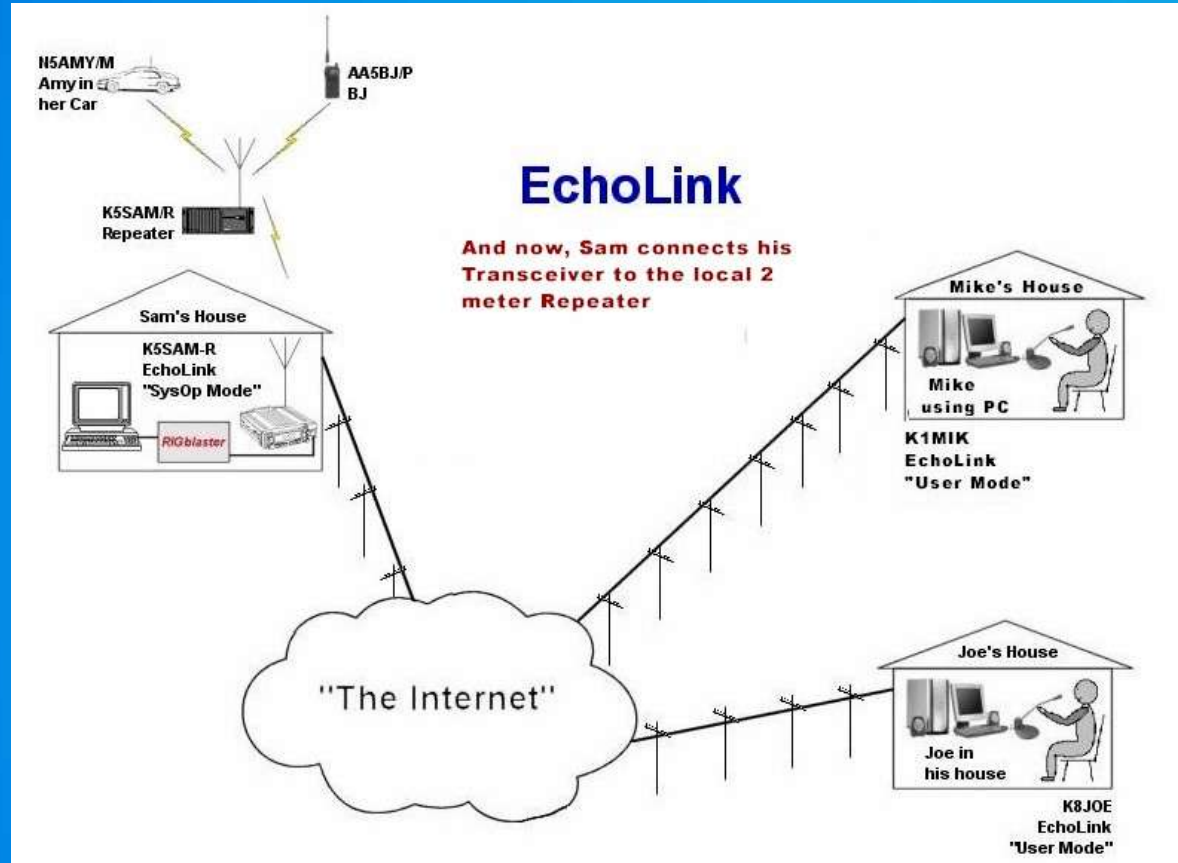 N5AMY/M
Amy in
her Car
AA5BJ/P
BJ
K5SAM/R
Repeater
EchoLink
And now, Sam connects his
Transceiver to the local 2
meter Repeater
Sam's House
K5SAM-R
EchoLink
"SysOp Mode"
RIGblaster
Mike's House
Mike
using PC
K1MIK
EchoLink
"User Mode"
"The Internet"
Joe's House
Joe in
his house
K8JOE
EchoLink
"User Mode"